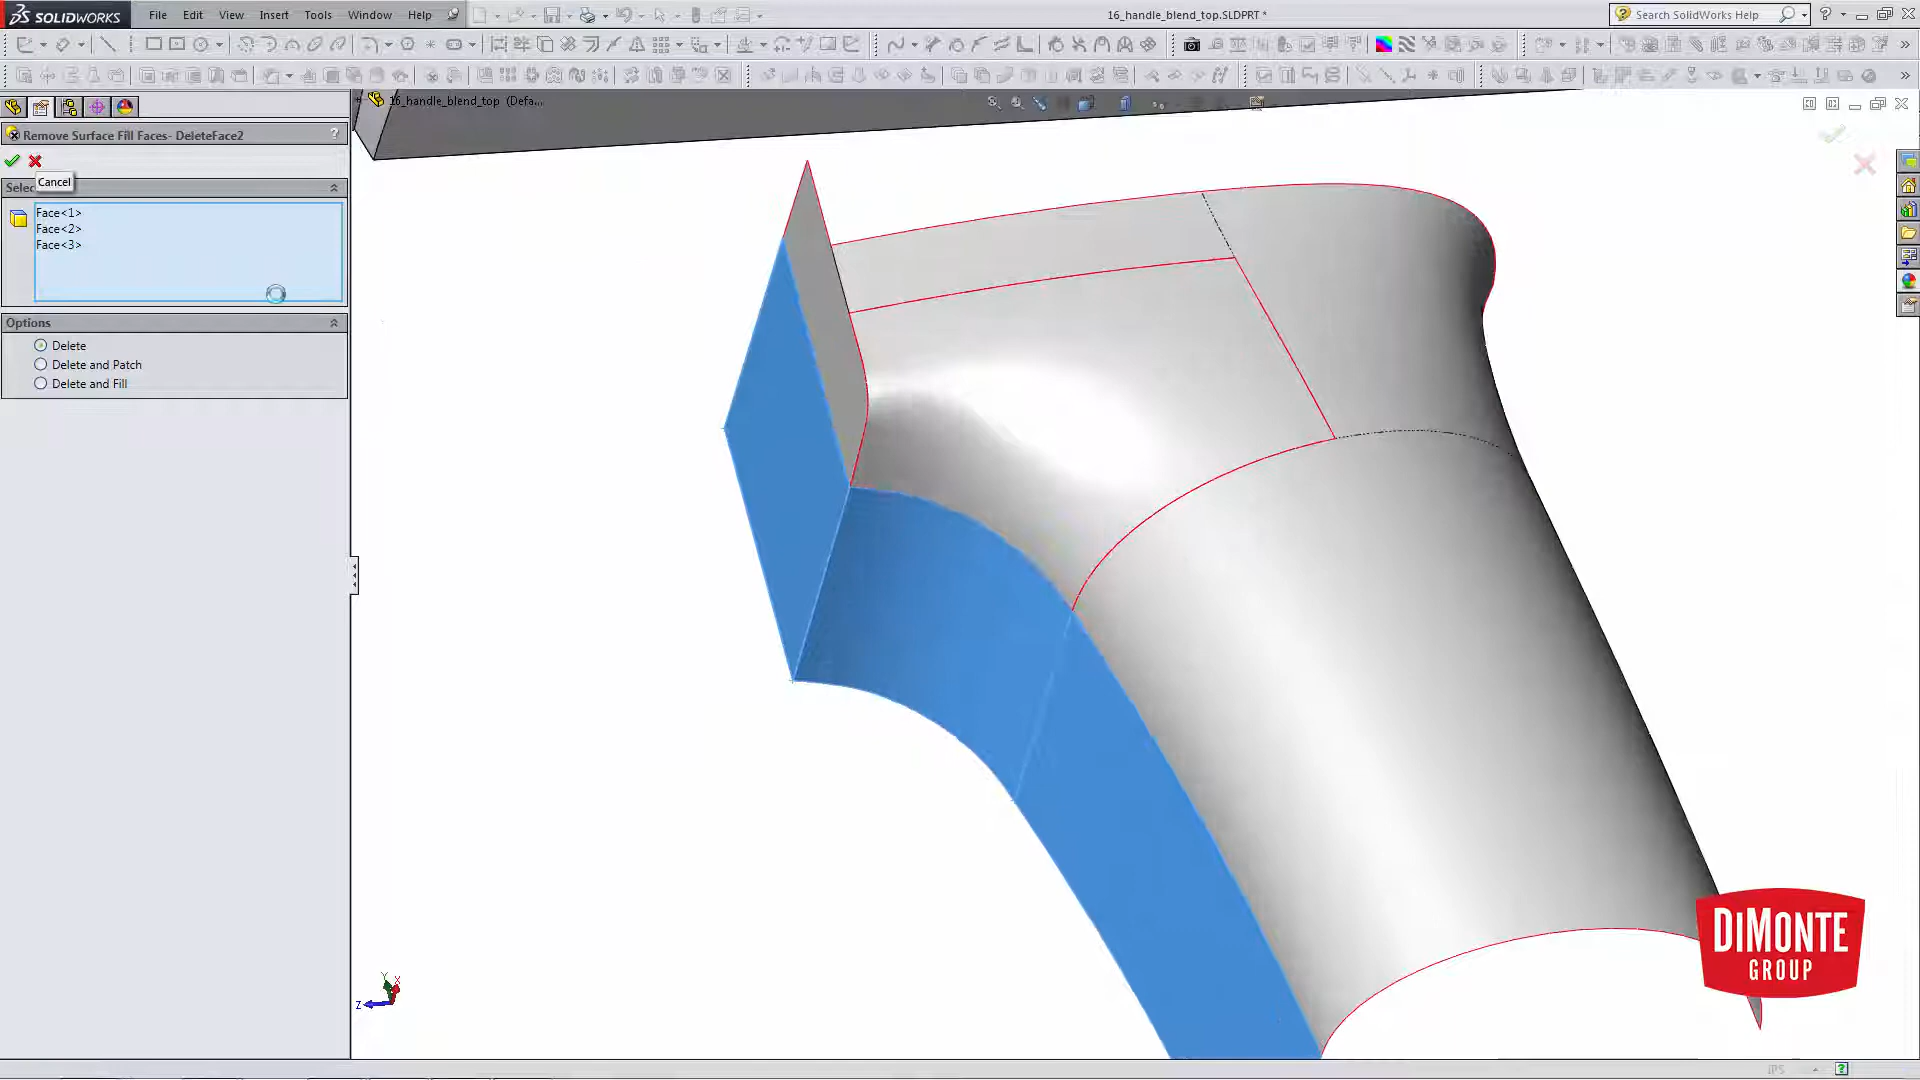 SOLIDWORKS File Edit View Insert Tools Window Help 16_handle_blend_top.SLDPRT * Search SolidWorks Help
16_handle_blend_top (Defa...
Remove Surface Fill Faces- DeleteFace2 ?
Cancel
Selec
Face<1>
Face<2>
Face<3>
Options
Delete
Delete and Patch
Delete and Fill
Y X
Z
DIMONTE
GROUP
IPS